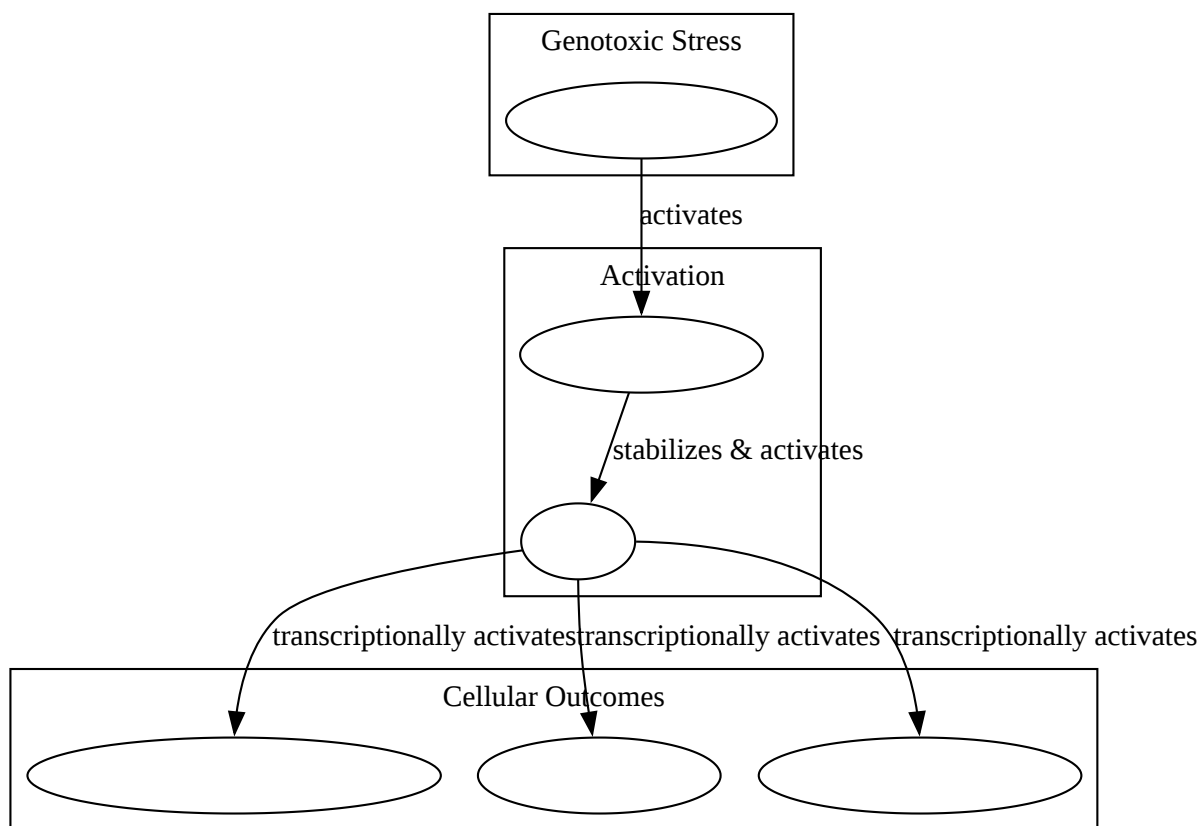 Genotoxic Stress
activates
Activation
stabilizes & activates
transcriptionally activates transcriptionally activates transcriptionally activates
Cellular Outcomes